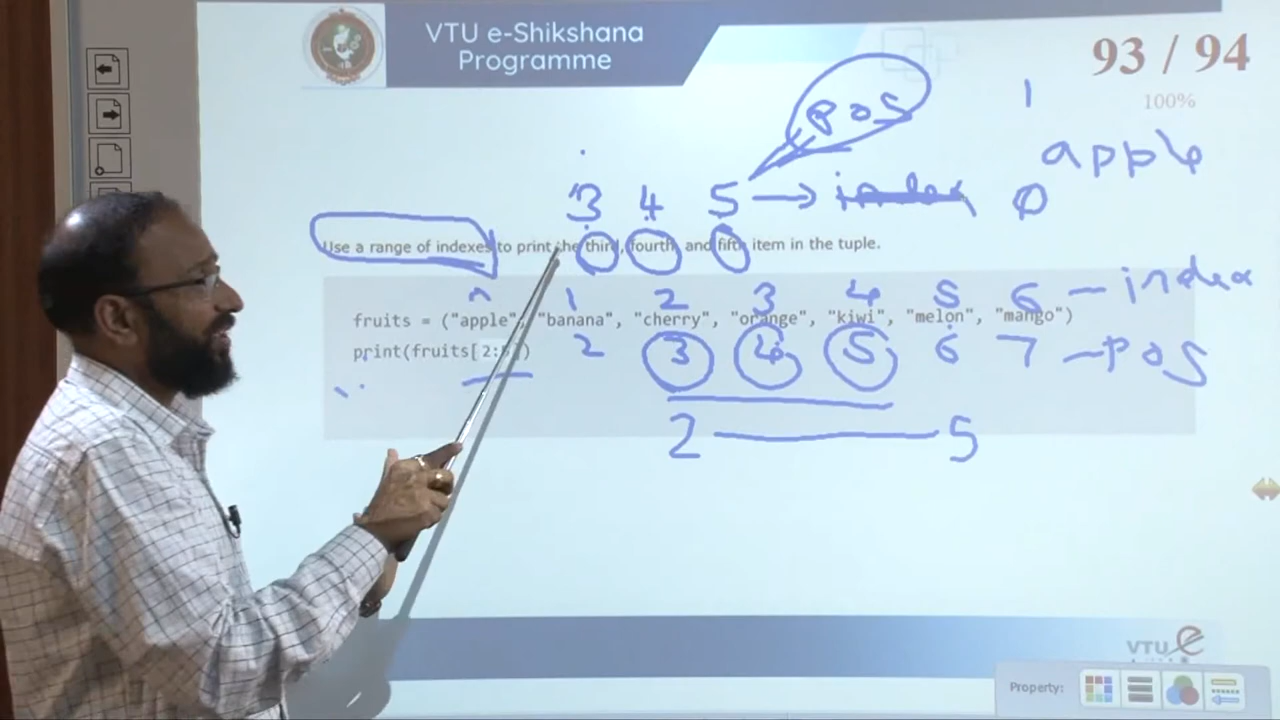 VTU e-Shikshana
Programme
93 / 94
100%
POS
1
apple
3 4 5 → index 0
Use a range of indexes to print the third, fourth, and fifth item in the tuple.
1 2 3 4 5 6 - index
fruits = ("apple", "banana", "cherry", "orange", "kiwi", "melon", "mango")
print(fruits[2:5])
2 3 4 5 6 7 - POS
2 5
VTU e
Property: